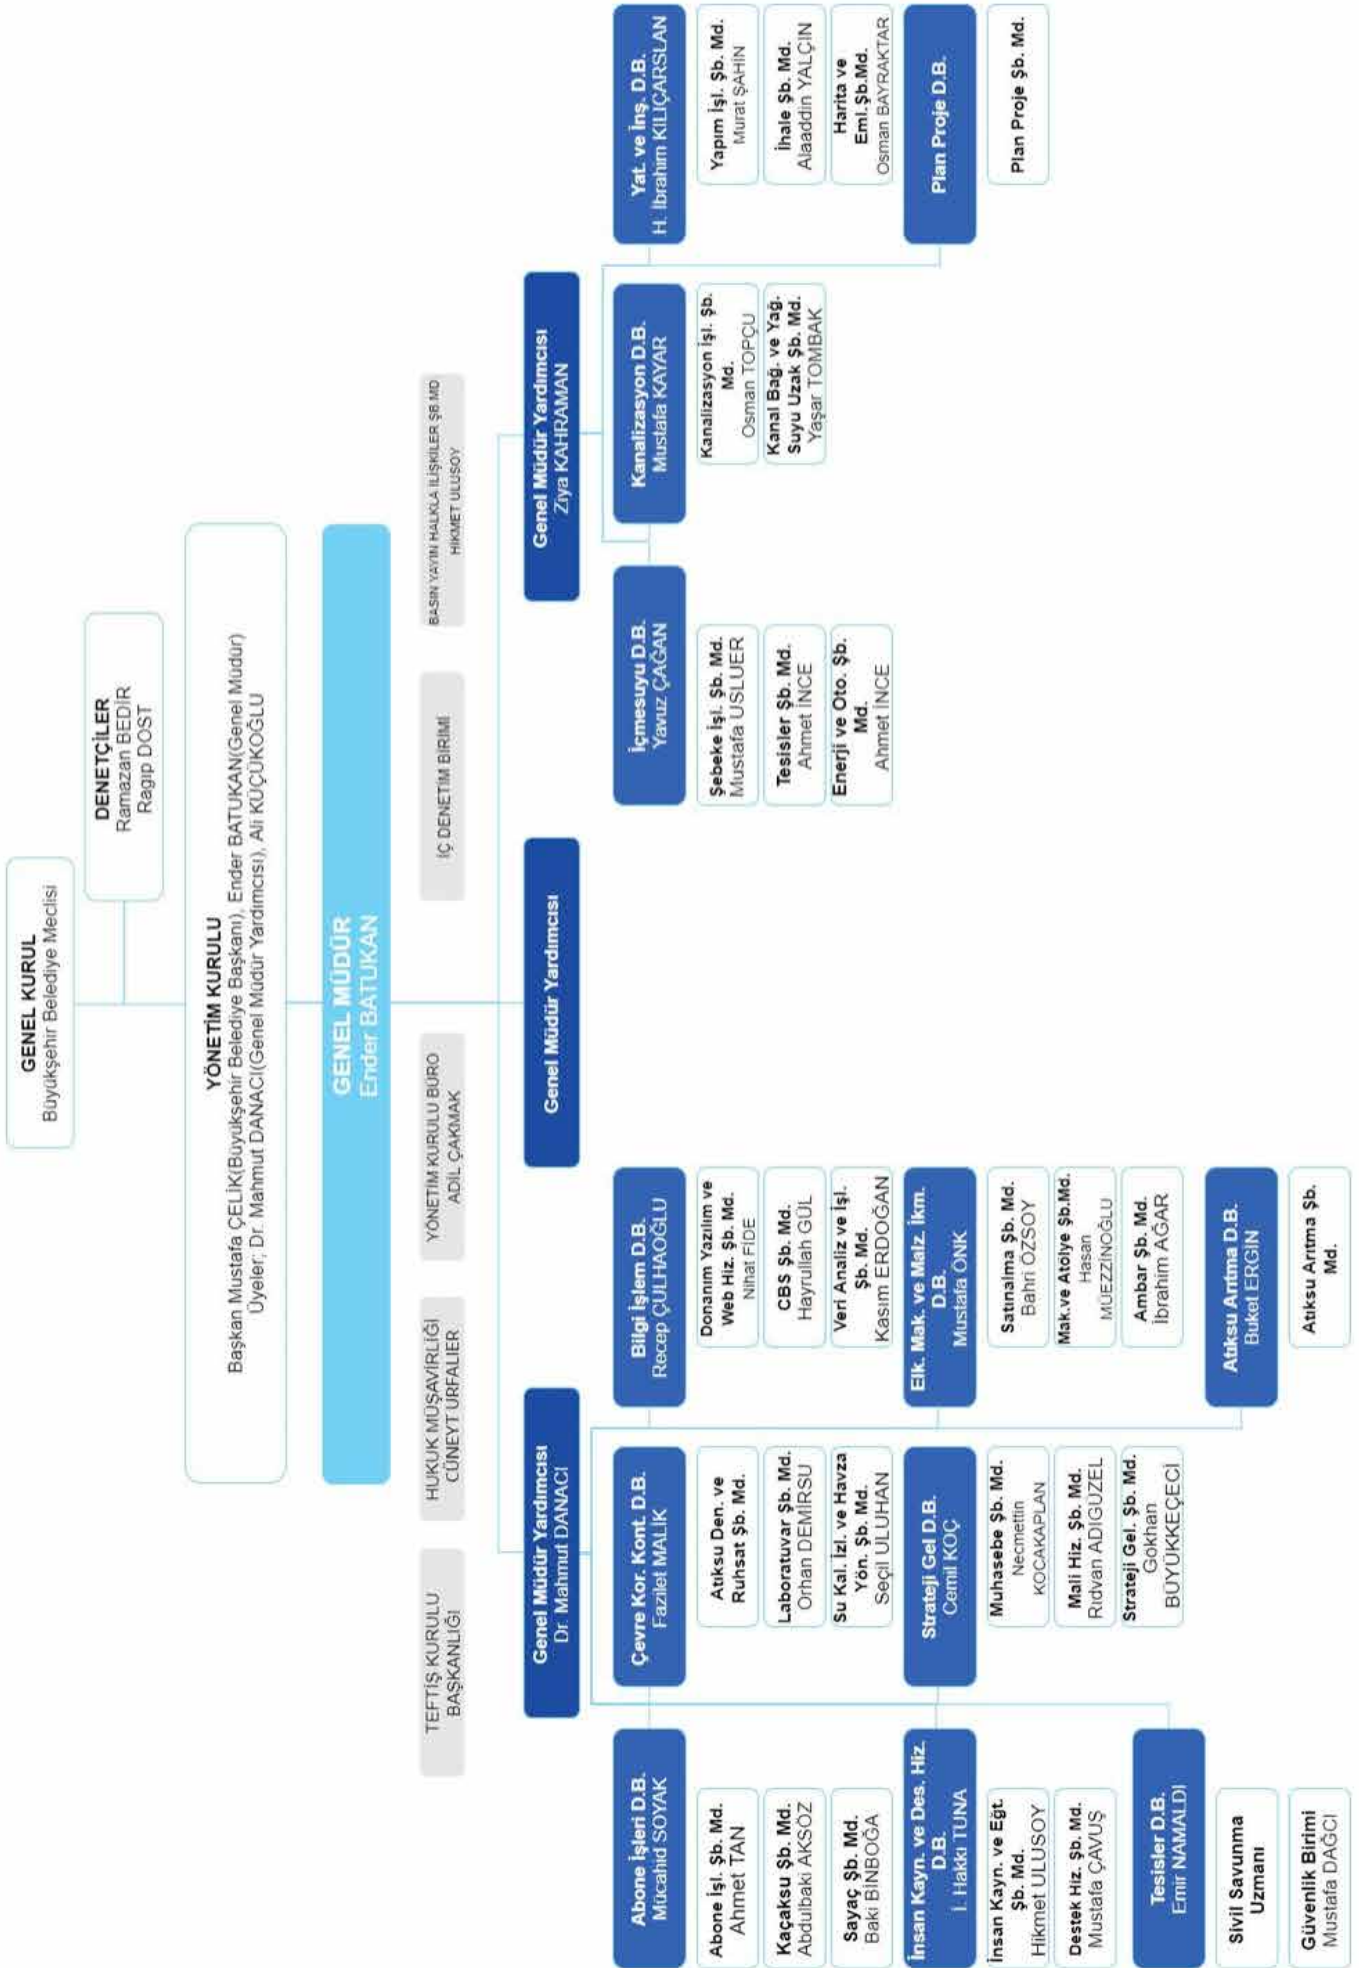 GENEL KURUL
Büyükşehir Belediye Meclisi
DENETÇİLER
Ramazan BEDİR
Ragıp DOST
YÖNETİM KURULU
Başkan Mustafa ÇELİK(Büyükşehir Belediye Başkanı), Ender BATUKAN(Genel Müdür)
Üyeler; Dr. Mahmut DANACI(Genel Müdür Yardımcısı), Ali KÜÇÜKOĞLU
GENEL MÜDÜR
Ender BATUKAN
TEFTİŞ KURULU
BAŞKANLIĞI
HUKUK MÜŞAVİRLİĞİ
CÜNEYT URFALIER
YÖNETİM KURULU BÜRO
ADİL ÇAKMAK
İÇ DENETİM BİRİMİ
BASIN YAYIN HALKLA İLİŞKİLER ŞB.MD
HİKMET ULUSOY
Genel Müdür Yardımcısı
Dr. Mahmut DANACI
Genel Müdür Yardımcısı
Genel Müdür Yardımcısı
Ziya KAHRAMAN
Abone İşleri D.B.
Mücahid SOYAK
Abone İşl. Şb. Md.
Ahmet TAN
Kaçaksu Şb. Md.
Abdulbaki AKSÖZ
Sayaç Şb. Md.
Baki BİNBOĞA
İnsan Kayn. ve Des. Hiz.
D.B.
İ. Hakkı TUNA
İnsan Kayn. ve Eğt.
Şb. Md.
Hikmet ULUSOY
Destek Hiz. Şb. Md.
Mustafa ÇAVUŞ
Tesisler D.B.
Emir NAMALDI
Sivil Savunma
Uzmanı
Güvenlik Birimi
Mustafa DAĞCI
Çevre Kor. Kont. D.B.
Fazilet MALİK
Atıksu Den. ve
Ruhsat Şb. Md.
Laboratuvar Şb. Md.
Orhan DEMİRSU
Su Kal. İzl. ve Havza
Yön. Şb. Md.
Seçil ULUHAN
Strateji Gel D.B.
Cemil KOÇ
Muhasebe Şb. Md.
Necmettin
KOCAKAPLAN
Mali Hiz. Şb. Md.
Rıdvan ADIGÜZEL
Strateji Gel. Şb. Md.
Gökhan
BÜYÜKKEÇECİ
Bilgi İşlem D.B.
Recep ÇULHAOĞLU
Donanım Yazılım ve
Web Hiz. Şb. Md.
Nihat FİDE
CBS Şb. Md.
Hayrullah GÜL
Veri Analiz ve İşl.
Şb. Md.
Kasım ERDOĞAN
Elk. Mak. ve Malz. İkm.
D.B.
Mustafa ÖNK
Satınalma Şb. Md.
Bahri ÖZSOY
Mak.ve Atölye Şb.Md.
Hasan
MÜEZZİNOĞLU
Ambar Şb. Md.
İbrahim AĞAR
Atıksu Arıtma D.B.
Buket ERGİN
Atıksu Arıtma Şb.
Md.
İçmesuyu D.B.
Yavuz ÇAĞAN
Şebeke İşl. Şb. Md.
Mustafa USLUER
Tesisler Şb. Md.
Ahmet İNCE
Enerji ve Oto. Şb.
Md.
Ahmet İNCE
Kanalizasyon D.B.
Mustafa KAYAR
Kanalizasyon İşl. Şb.
Md.
Osman TOPÇU
Kanal Bağ. ve Yağ.
Suyu Uzak Şb. Md.
Yaşar TOMBAK
Yat. ve İnş. D.B.
H. İbrahim KILIÇARSLAN
Yapım İşl. Şb. Md.
Murat ŞAHİN
İhale Şb. Md.
Alaaddin YALÇIN
Harita ve
Eml.Şb.Md.
Osman BAYRAKTAR
Plan Proje D.B.
Plan Proje Şb. Md.